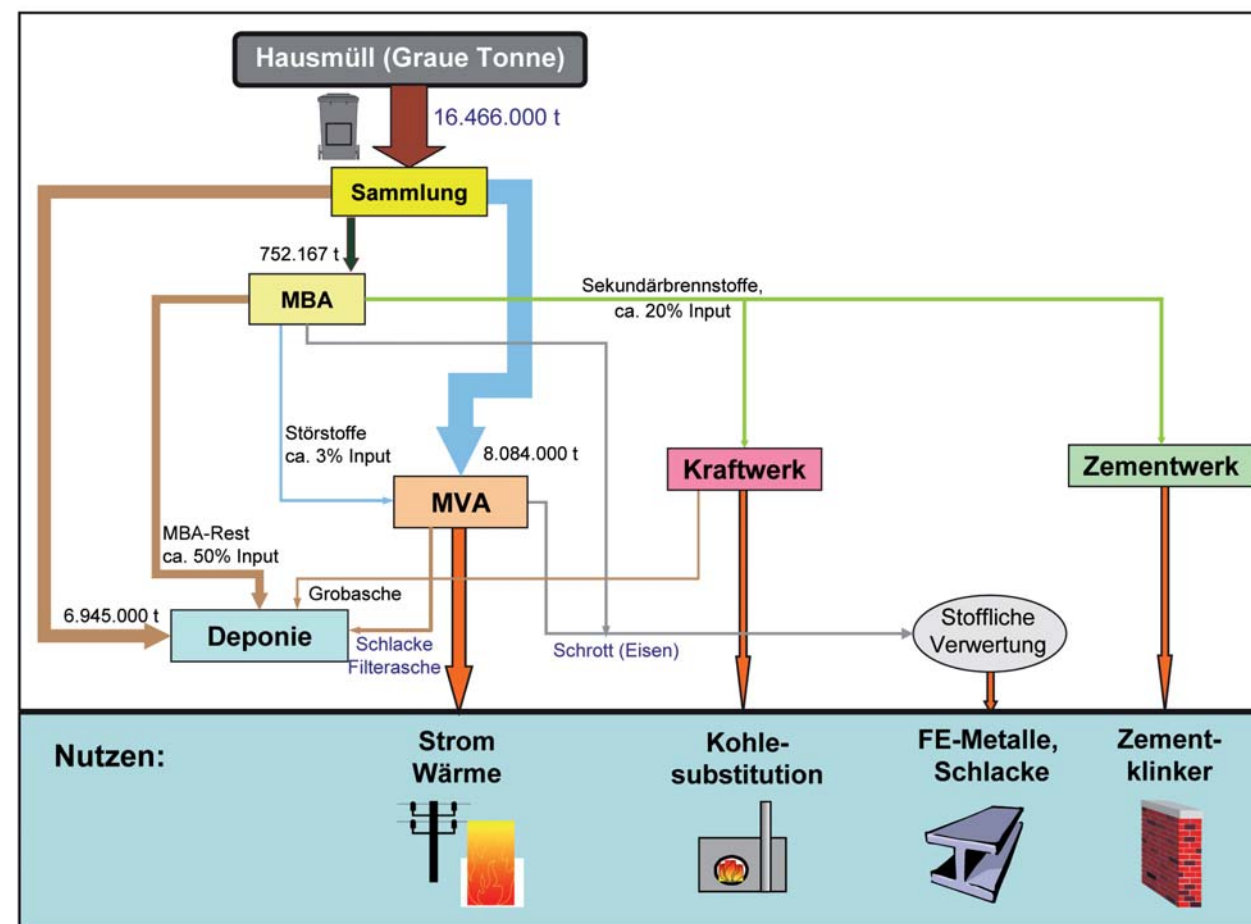 Hausmüll (Graue Tonne)
16.466.000 t
Sammlung
752.167 t
MBA
Sekundärbrennstoffe,
ca. 20% Input
Störstoffe
ca. 3% Input
8.084.000 t
Kraftwerk
Zementwerk
MVA
MBA-Rest
ca. 50% Input
Grobasche
6.945.000 t
Deponie
Schlacke
Filterasche
Schrott (Eisen)
Stoffliche
Verwertung
Nutzen:
Strom
Wärme
Kohle-
substitution
FE-Metalle,
Schlacke
Zement-
klinker